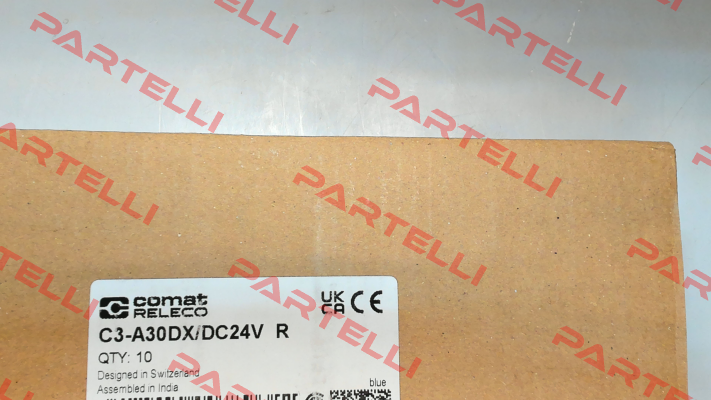 PARTELLI
PARTELLI
PARTELLI
PARTELLI
PARTELLI
PARTELLI
PARTELLI
PARTELLI
PARTELLI
comat
RELECO
UK
CA
CE
C3-A30DX/DC24V R
QTY: 10
Designed in Switzerland
Assembled in India
blue